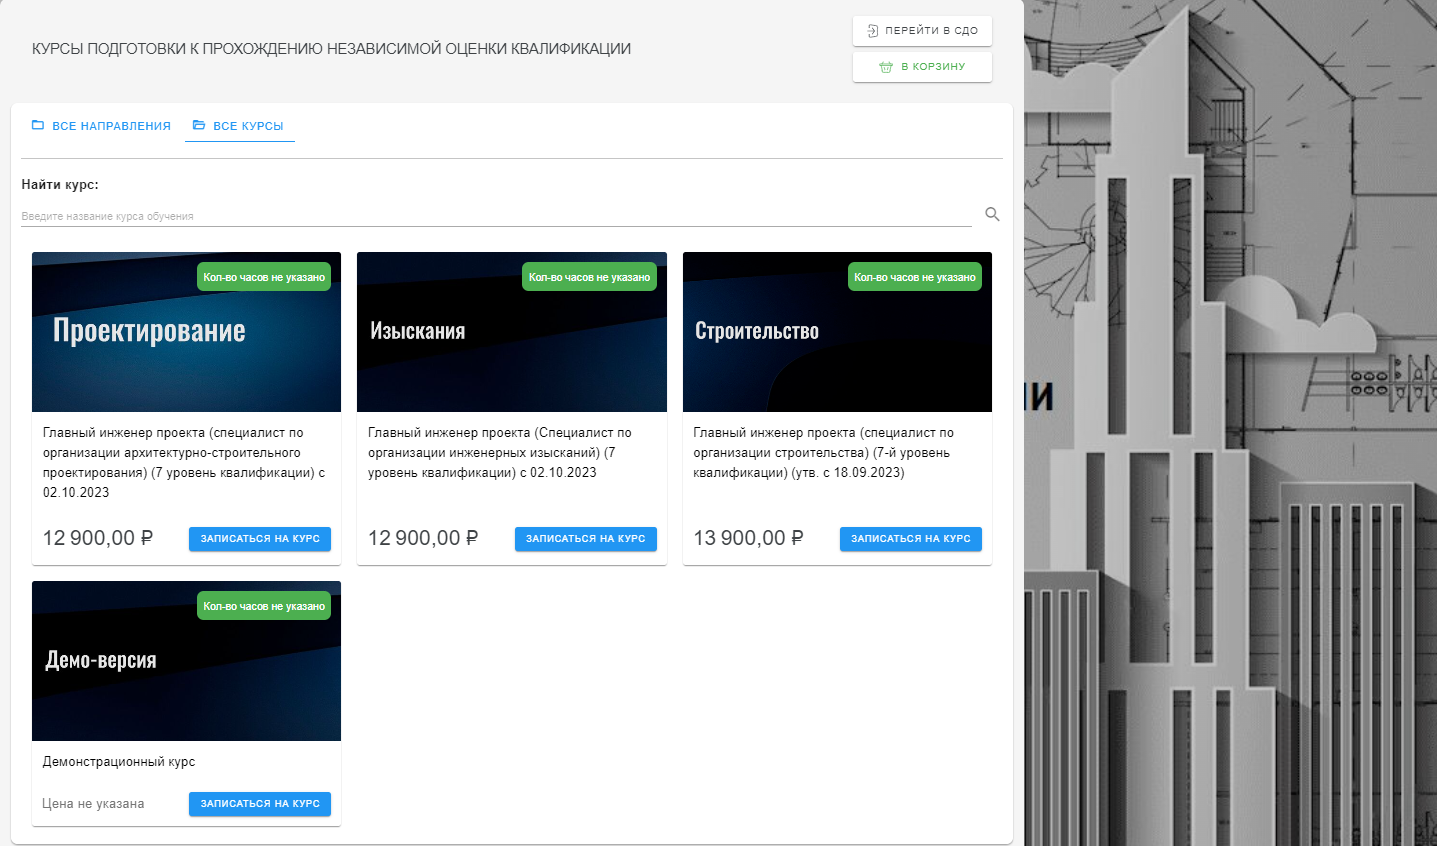 КУРСЫ ПОДГОТОВКИ К ПРОХОЖДЕНИЮ НЕЗАВИСИМОЙ ОЦЕНКИ КВАЛИФИКАЦИИ
ПЕРЕЙТИ В СДО
В КОРЗИНУ
ВСЕ НАПРАВЛЕНИЯ
ВСЕ КУРСЫ
Найти курс:
Введите название курса обучения
Кол-во часов не указано
Проектирование
Главный инженер проекта (специалист по
организации архитектурно-строительного
проектирования) (7 уровень квалификации) с
02.10.2023
12 900,00 ₽
ЗАПИСАТЬСЯ НА КУРС
Кол-во часов не указано
Изыскания
Главный инженер проекта (Специалист по
организации инженерных изысканий) (7
уровень квалификации) с 02.10.2023
12 900,00 ₽
ЗАПИСАТЬСЯ НА КУРС
Кол-во часов не указано
Строительство
Главный инженер проекта (специалист по
организации строительства) (7-й уровень
квалификации) (утв. с 18.09.2023)
13 900,00 ₽
ЗАПИСАТЬСЯ НА КУРС
Кол-во часов не указано
Демо-версия
Демонстрационный курс
Цена не указана
ЗАПИСАТЬСЯ НА КУРС